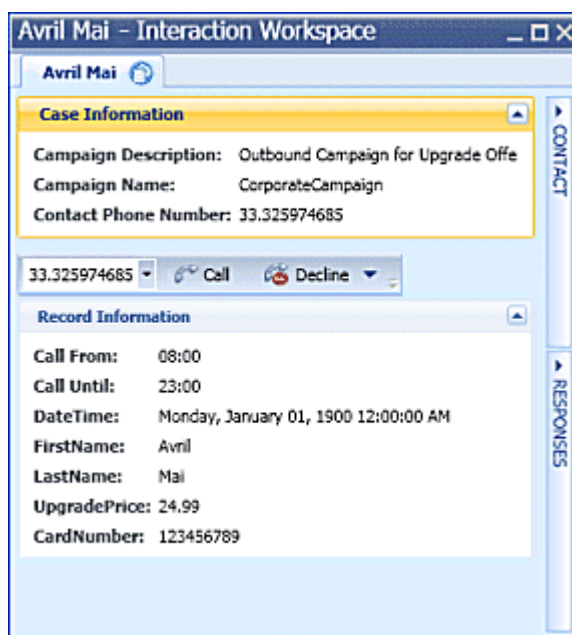 Avril Mai - Interaction Workspace
Avril Mai
Case Information
Campaign Description: Outbound Campaign for Upgrade Offe
Campaign Name: CorporateCampaign
Contact Phone Number: 33.325974685
33.325974685 Call Decline
Record Information
Call From: 08:00
Call Until: 23:00
DateTime: Monday, January 01, 1900 12:00:00 AM
FirstName: Avril
LastName: Mai
UpgradePrice: 24.99
CardNumber: 123456789
CONTACT
RESPONSES